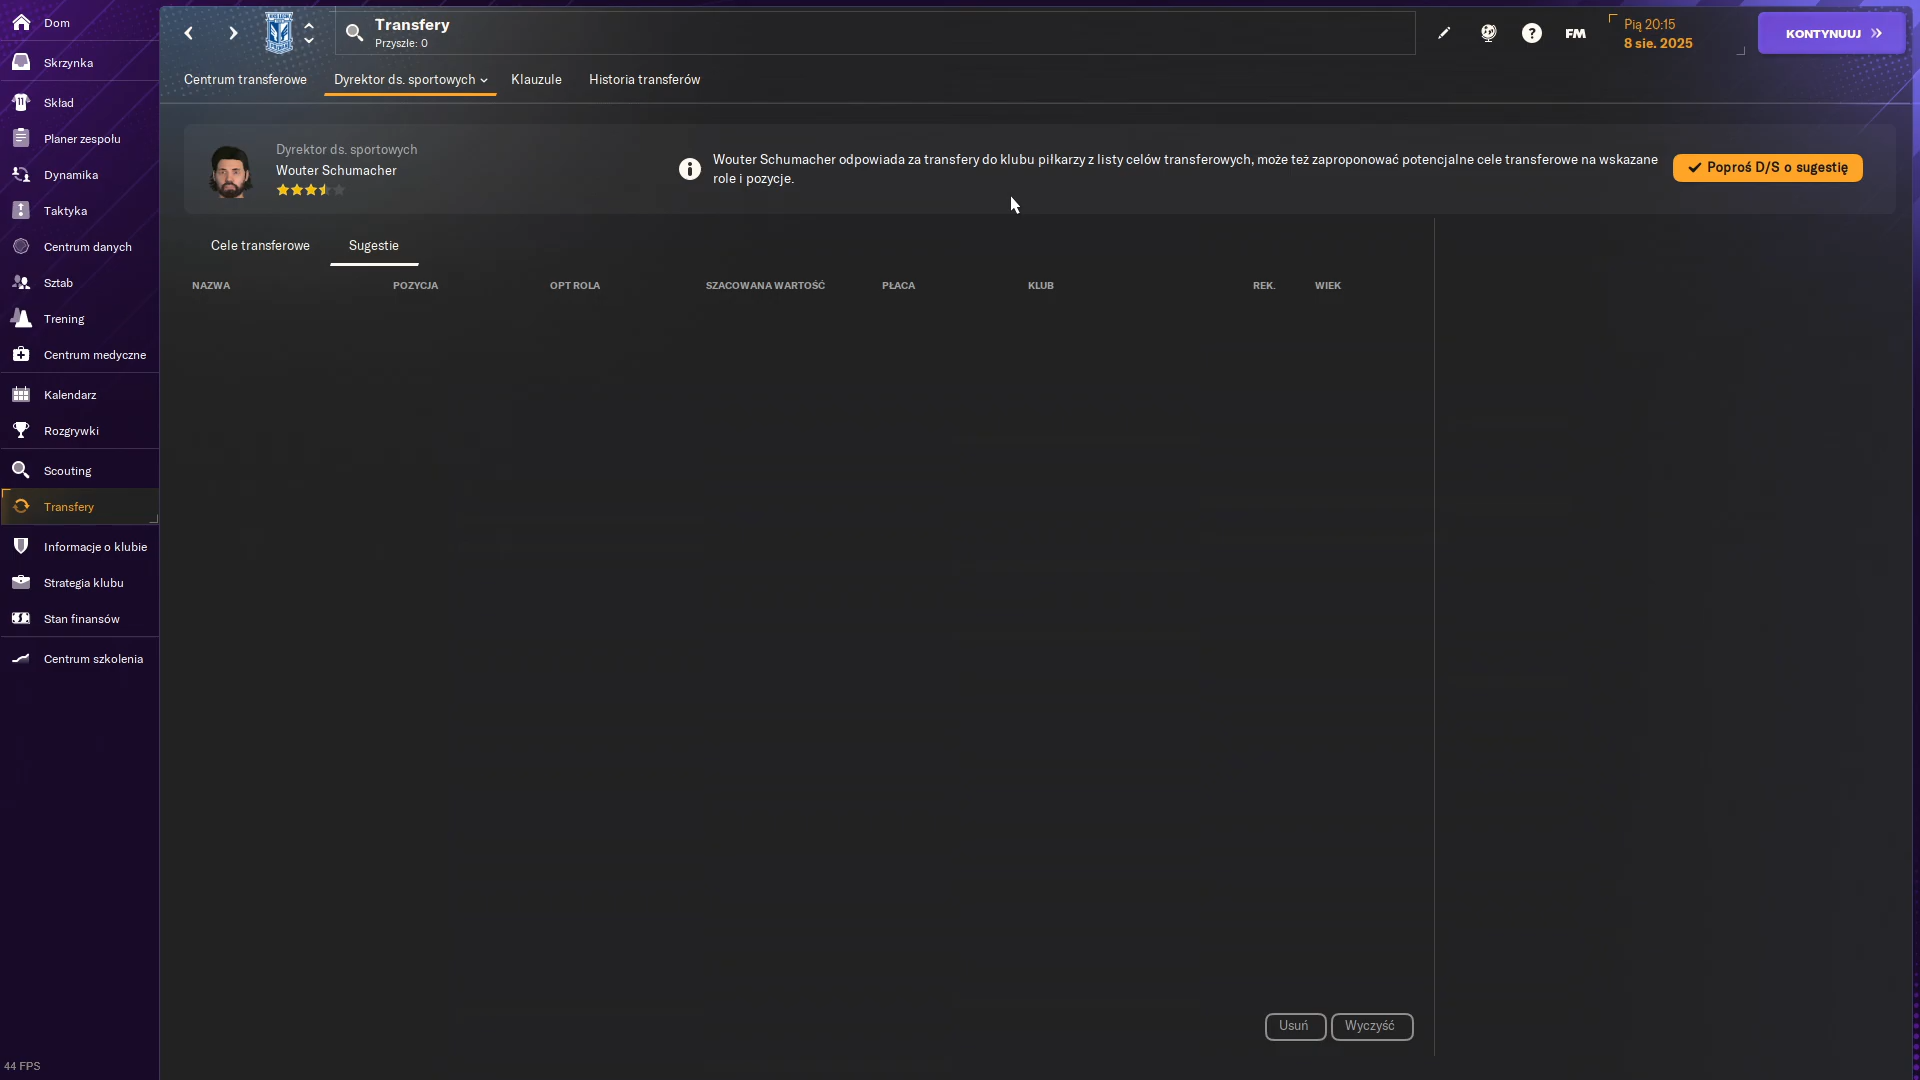 Dom
Skrzynka
Skład
Planer zespołu
Dynamika
Taktyka
Centrum danych
Sztab
Trening
Centrum medyczne
Kalendarz
Rozgrywki
Scouting
Transfery
Informacje o klubie
Strategia klubu
Stan finansów
Centrum szkolenia
44 FPS
Transfery
Przyszłe: 0
FM
Pią 20:15
8 sie. 2025
KONTYNUUJ
Centrum transferowe
Dyrektor ds. sportowych
Klauzule
Historia transferów
Dyrektor ds. sportowych
Wouter Schumacher
Wouter Schumacher odpowiada za transfery do klubu piłkarzy z listy celów transferowych, może też zaproponować potencjalne cele transferowe na wskazane
role i pozycje.
Poproś D/S o sugestię
Cele transferowe
Sugestie
NAZWA
POZYCJA
OPT ROLA
SZACOWANA WARTOŚĆ
PŁACA
KLUB
REK.
WIEK
Usuń
Wyczyść